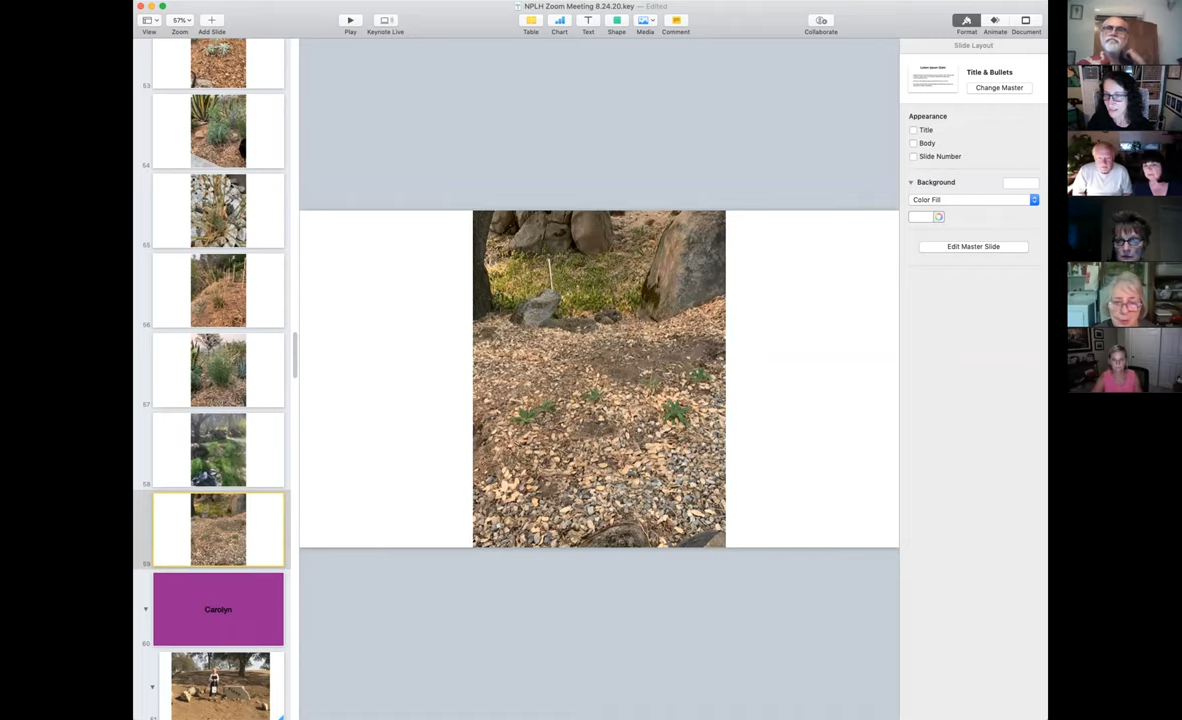 NPLH Zoom Meeting 8.24.20.key — Edited
57%
View Zoom Add Slide Play Keynote Live Table Chart Text Shape Media Comment Collaborate Format Animate Document
Slide Layout
Title & Bullets
Change Master
Appearance
Title
Body
Slide Number
Background
Color Fill
Edit Master Slide
53
54
55
56
57
58
59
Carolyn
60